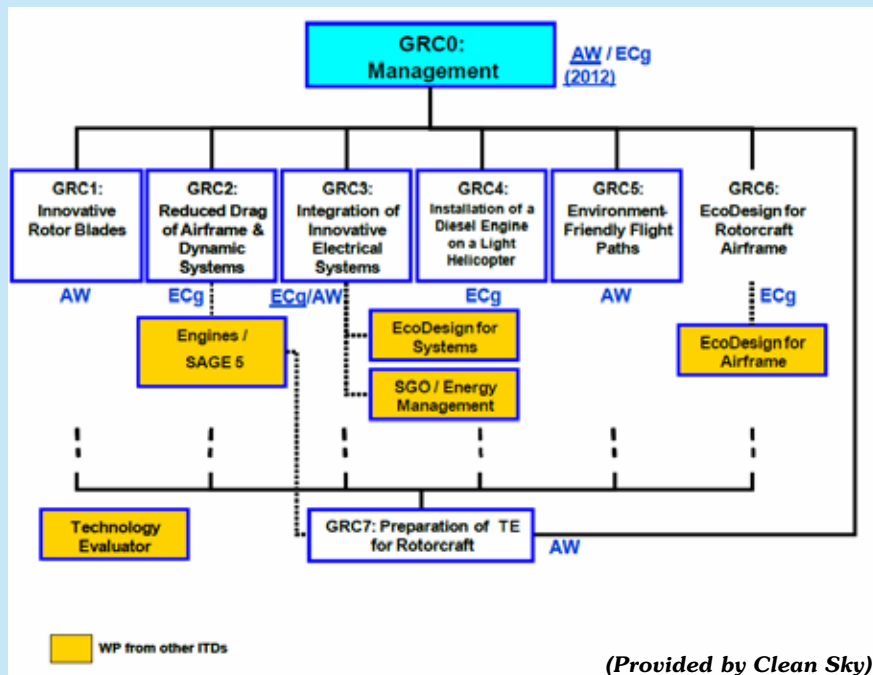 GRC0:
Management
AW / ECg
(2012)
GRC1:
Innovative
Rotor Blades
GRC2:
Reduced Drag
of Airframe &
Dynamic
Systems
GRC3:
Integration of
Innovative
Electrical
Systems
GRC4:
Installation of a
Diesel Engine
on a Light
Helicopter
GRC5:
Environment-
Friendly Flight
Paths
GRC6:
EcoDesign for
Rotorcraft
Airframe
AW
ECg
ECg/AW
ECg
AW
ECg
Engines /
SAGE 5
EcoDesign for
Systems
SGO / Energy
Management
EcoDesign for
Airframe
Technology
Evaluator
GRC7: Preparation of TE
for Rotorcraft
AW
WP from other ITDs
(Provided by Clean Sky)